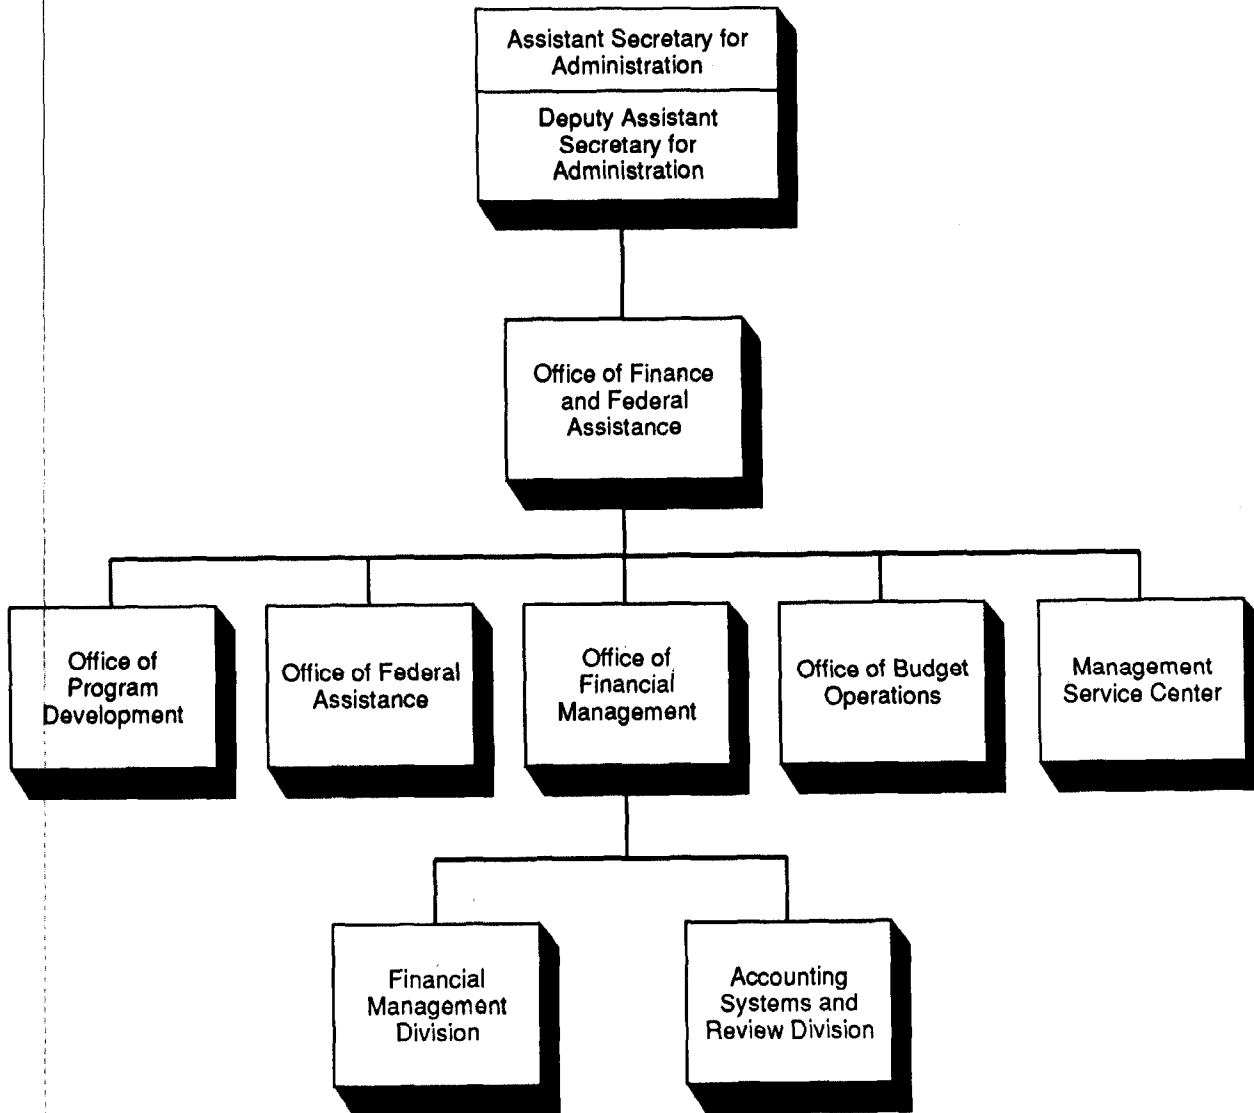 Assistant Secretary for
Administration
Deputy Assistant
Secretary for
Administration
Office of Finance
and Federal
Assistance
Office of
Program
Development
Office of Federal
Assistance
Office of
Financial
Management
Office of Budget
Operations
Management
Service Center
Financial
Management
Division
Accounting
Systems and
Review Division